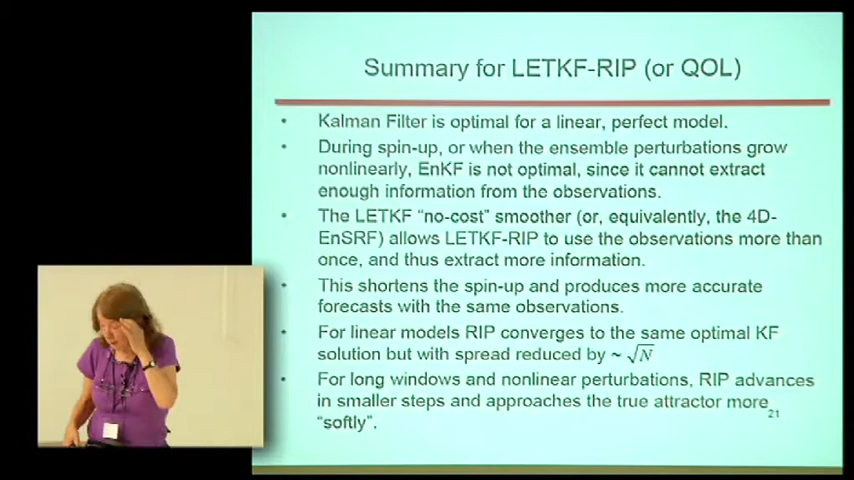 Summary for LETKF-RIP (or QOL)
• Kalman Filter is optimal for a linear, perfect model.
• During spin-up, or when the ensemble perturbations grow
nonlinearly, EnKF is not optimal, since it cannot extract
enough information from the observations.
• The LETKF “no-cost” smoother (or, equivalently, the 4D-
EnSRF) allows LETKF-RIP to use the observations more than
once, and thus extract more information.
• This shortens the spin-up and produces more accurate
forecasts with the same observations.
• For linear models RIP converges to the same optimal KF
solution but with spread reduced by ~ √N
• For long windows and nonlinear perturbations, RIP advances
in smaller steps and approaches the true attractor more
“softly”.
21